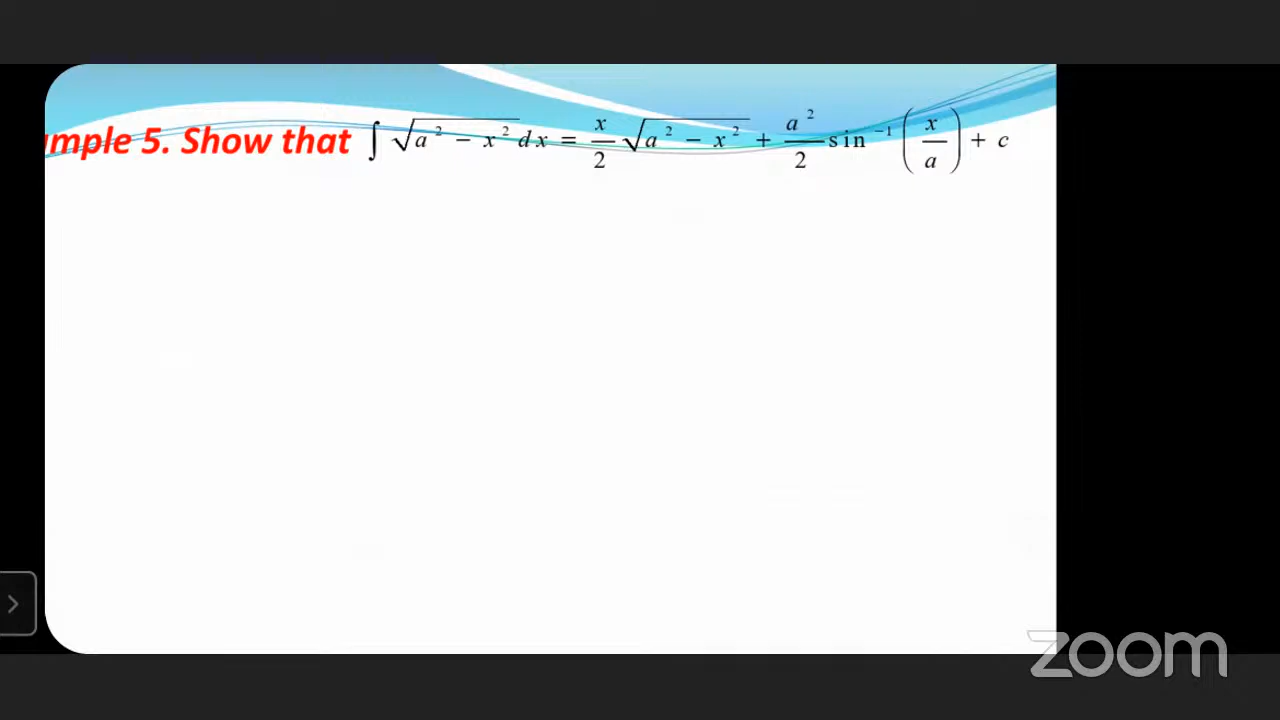 mple 5. Show that ∫ √(a² − x²) dx = x/2 √(a² − x²) + a²/2 sin⁻¹ (x/a) + c
zoom